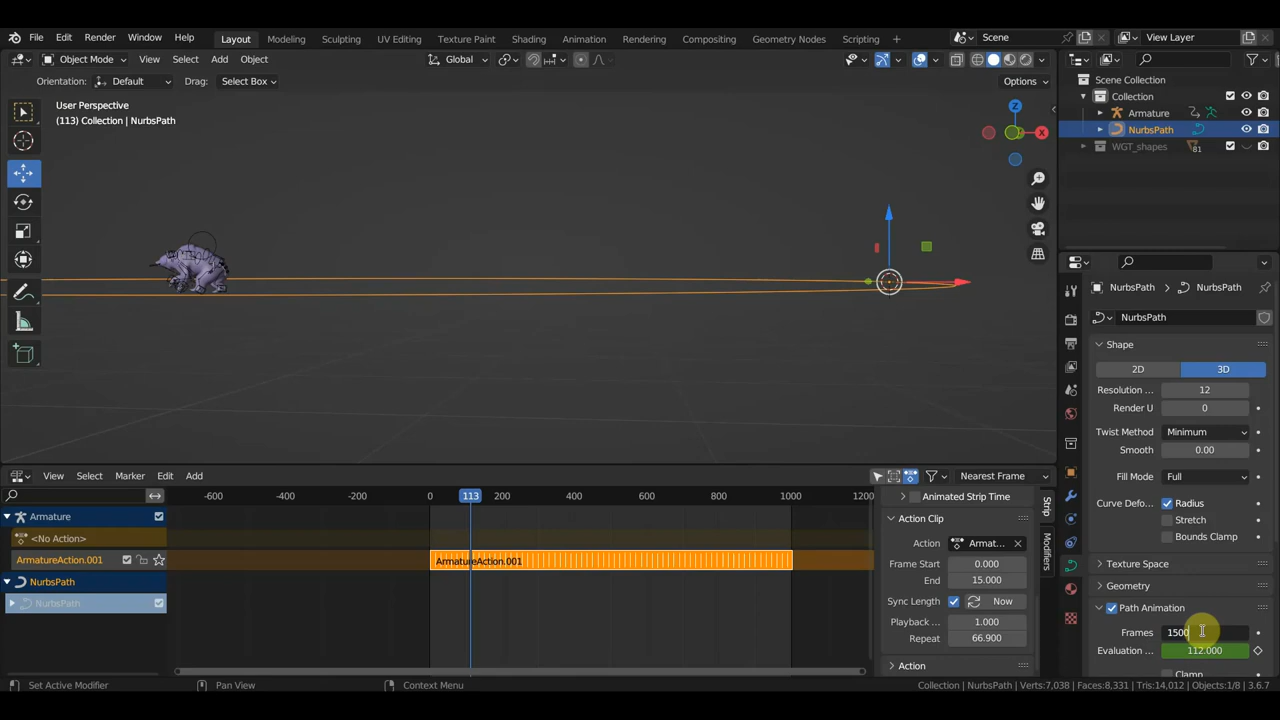 File Edit Render Window Help Layout Modeling Sculpting UV Editing Texture Paint Shading Animation Rendering Compositing Geometry Nodes Scripting + Scene View Layer
Object Mode View Select Add Object Global
Orientation: Default Drag: Select Box Options
User Perspective
(113) Collection | NurbsPath
Z
X
Scene Collection
Collection
Armature
NurbsPath
WGT_shapes 81
NurbsPath NurbsPath
NurbsPath
Shape
2D 3D
Resolution ... 12
Render U 0
Twist Method Minimum
Smooth 0.00
Fill Mode Full
Curve Defo... Radius
Stretch
Bounds Clamp
Texture Space
Geometry
Path Animation
Frames 1500
Evaluation ... 112.000
Clamp
View Select Marker Edit Add Nearest Frame
-600 -400 -200 0 113 200 400 600 800 1000 1200
Armature
<No Action>
ArmatureAction.001 ArmatureAction.001
NurbsPath
NurbsPath
Animated Strip Time
Action Clip
Action Armat...
Frame Start 0.000
End 15.000
Sync Length Now
Playback ... 1.000
Repeat 66.900
Action
Strip
Modifiers
Set Active Modifier Pan View Context Menu Collection | NurbsPath | Verts:7,038 | Faces:8,331 | Tris:14,012 | Objects:1/8 | 3.6.7